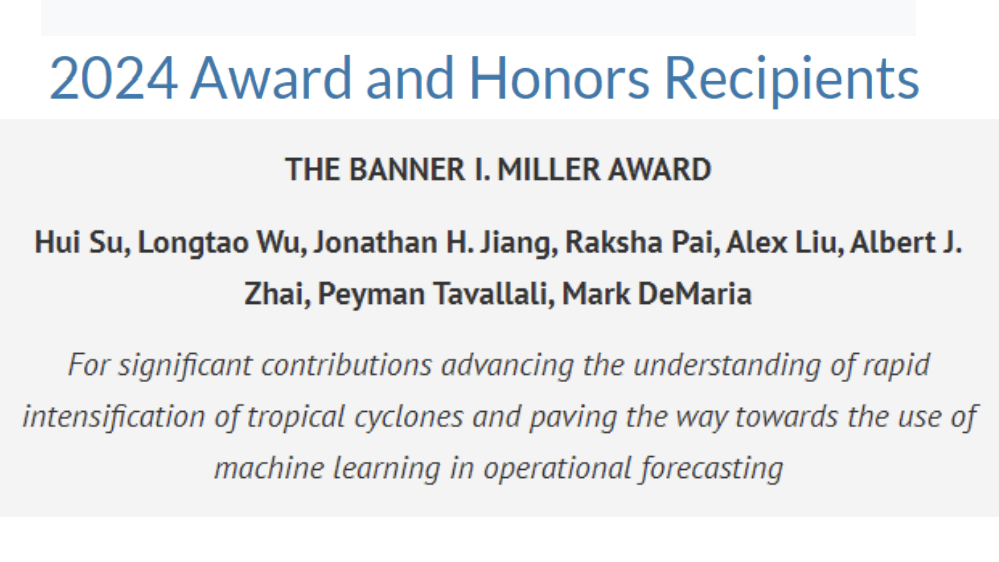 2024 Award and Honors Recipients
THE BANNER I. MILLER AWARD
Hui Su, Longtao Wu, Jonathan H. Jiang, Raksha Pai, Alex Liu, Albert J.
Zhai, Peyman Tavallali, Mark DeMaria
For significant contributions advancing the understanding of rapid
intensification of tropical cyclones and paving the way towards the use of
machine learning in operational forecasting